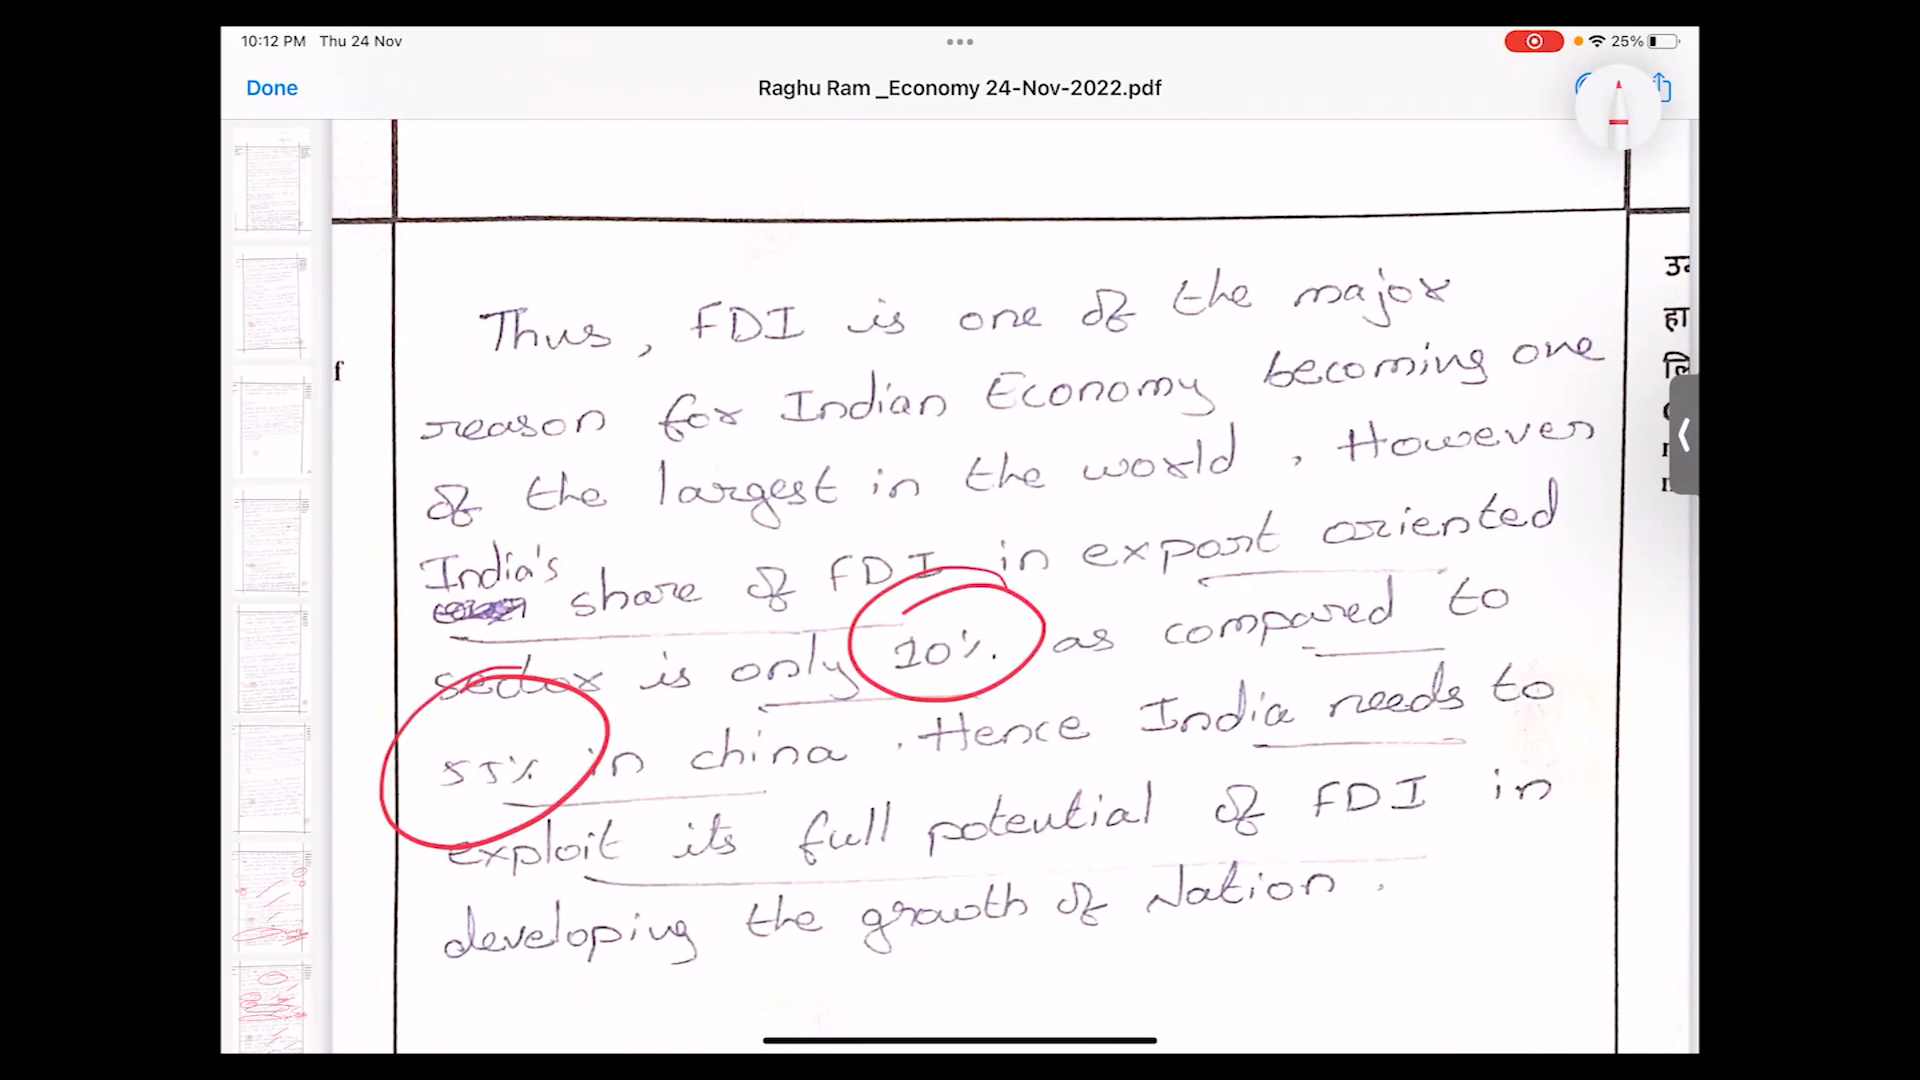 10:12 PM Thu 24 Nov
25%
Done
Raghu Ram _Economy 24-Nov-2022.pdf
Thus, FDI is one of the major
reason for Indian Economy becoming one
of the largest in the world. However
India's share of FDI in export oriented
sector is only 10% as compared to
55% in china. Hence India needs to
exploit its full potential of FDI in
developing the growth of Nation.
f
हा
लि